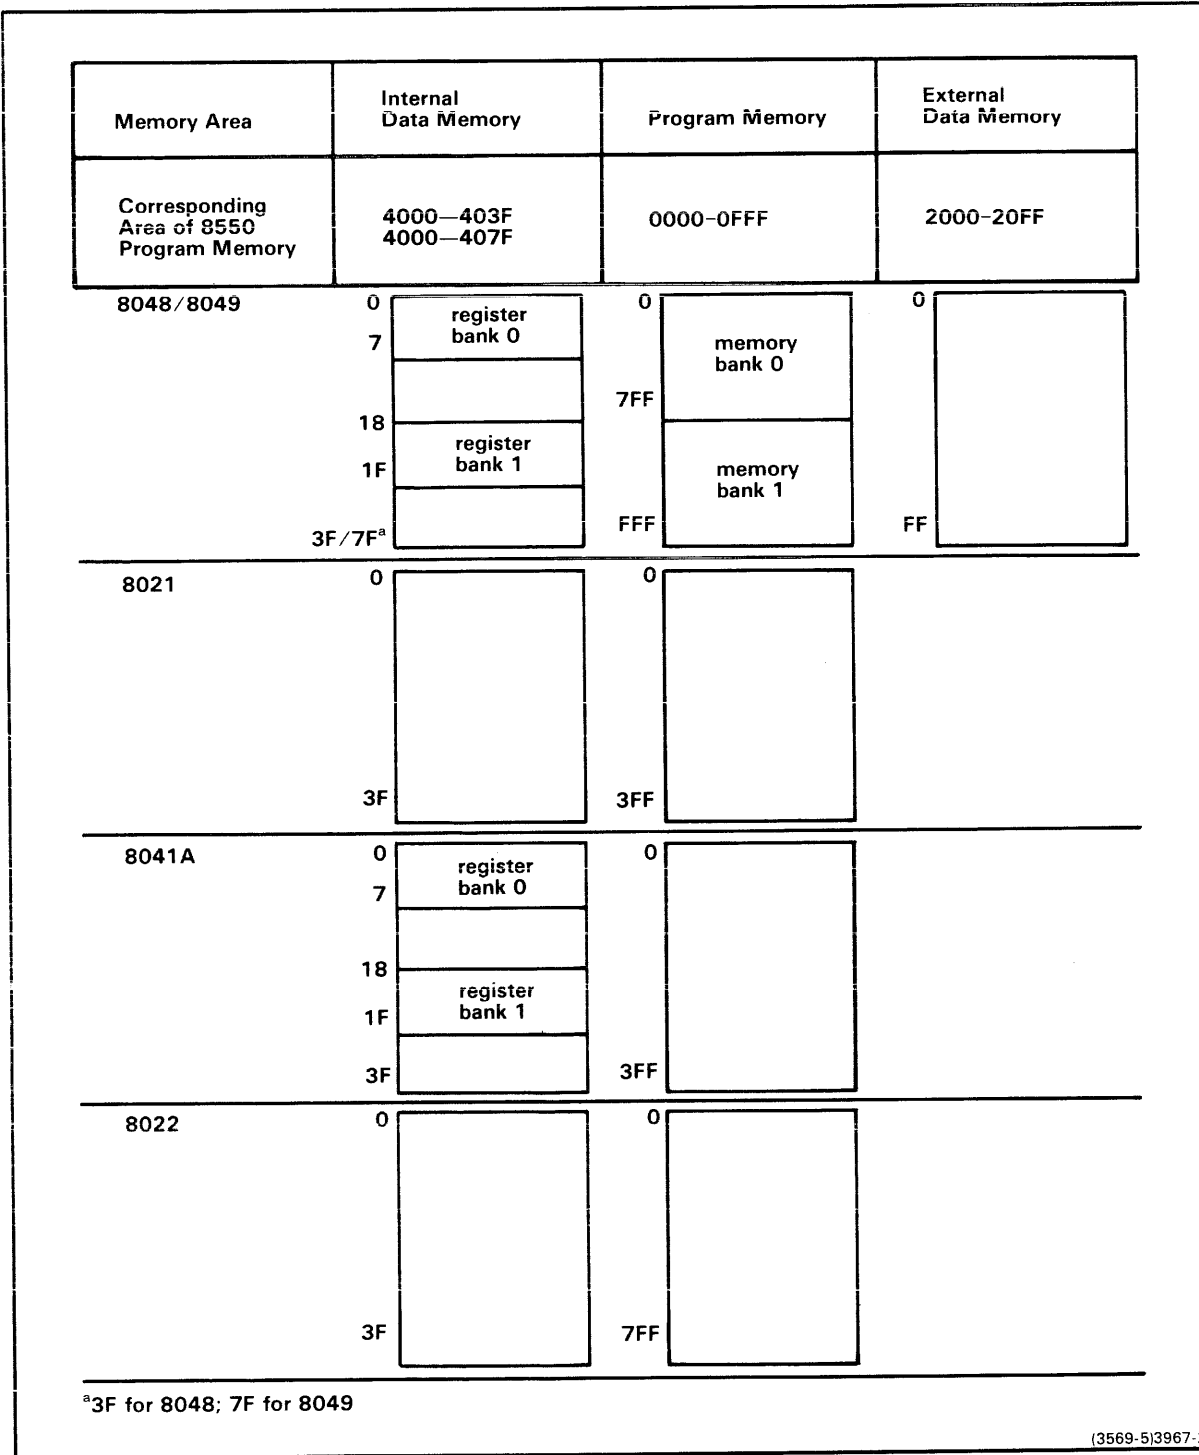 Memory Area
Internal
Data Memory
Program Memory
External
Data Memory
Corresponding
Area of 8550
Program Memory
4000—403F
4000—407F
0000-0FFF
2000-20FF
8048/8049
0
7
18
1F
3F/7Fa
register
bank 0
register
bank 1
0
7FF
FFF
memory
bank 0
memory
bank 1
0
FF
8021
0
3F
0
3FF
8041A
0
7
18
1F
3F
register
bank 0
register
bank 1
0
3FF
8022
0
3F
0
7FF
a3F for 8048; 7F for 8049
(3569-5)3967-